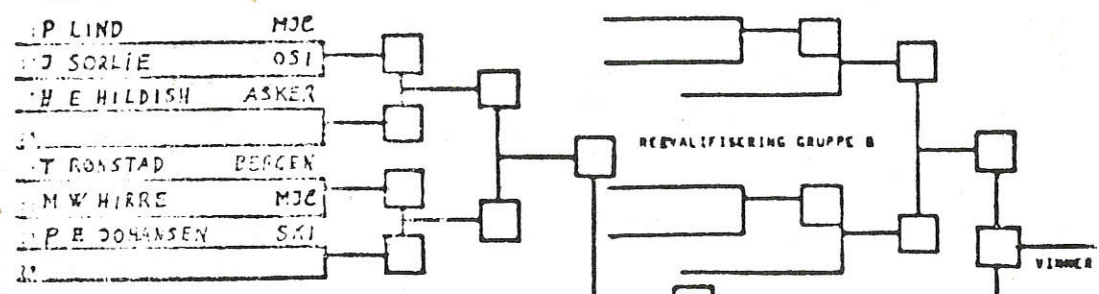 P LIND MJC
J SORLIE OSI
H E HILDISH ASKER
T RONSTAD BERGEN
M W HIRRE MJC
P E JOHANSEN SKI
REKVALIFISERING GRUPPE B
VINNER